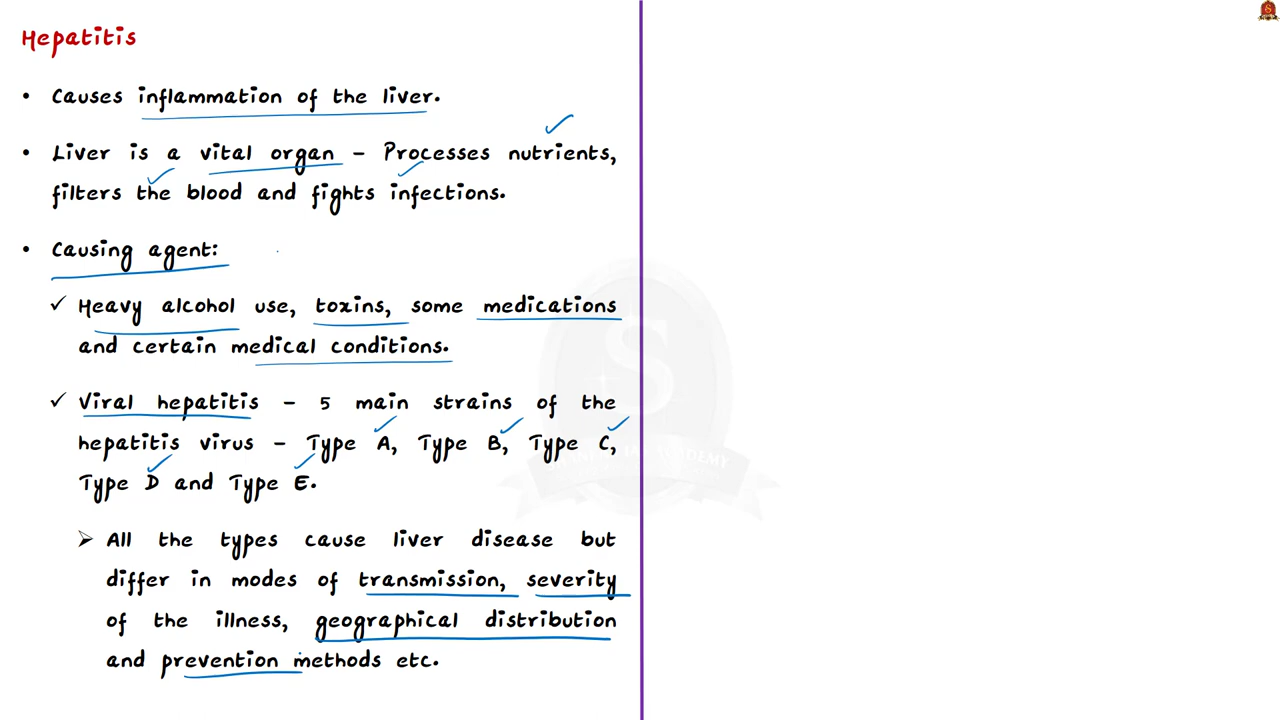 Hepatitis
• Causes inflammation of the liver.
• Liver is a vital organ – Processes nutrients,
filters the blood and fights infections.
• Causing agent:
✓ Heavy alcohol use, toxins, some medications
and certain medical conditions.
✓ Viral hepatitis – 5 main strains of the
hepatitis virus – Type A, Type B, Type C,
Type D and Type E.
➢ All the types cause liver disease but
differ in modes of transmission, severity
of the illness, geographical distribution
and prevention methods etc.